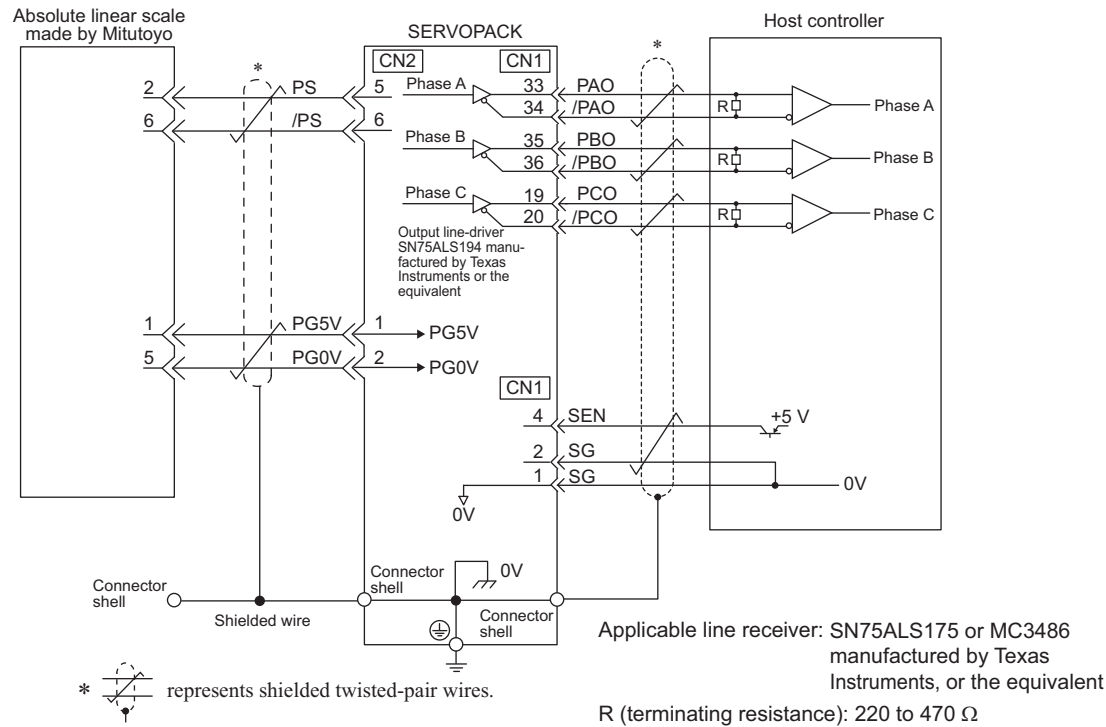 Absolute linear scale
made by Mitutoyo
SERVOPACK
Host controller
*
*
CN2
CN1
2
PS
5
Phase A
33
PAO
R
Phase A
34
/PAO
6
/PS
6
Phase B
35
PBO
R
Phase B
36
/PBO
Phase C
19
PCO
R
Phase C
20
/PCO
Output line-driver
SN75ALS194 manu-
factured by Texas
Instruments or the
equivalent
1
PG5V
1
PG5V
5
PG0V
2
PG0V
CN1
4
SEN
+5 V
2
SG
1
SG
0V
0V
Connector
shell
Shielded wire
Connector
shell
0V
Connector
shell
Applicable line receiver: SN75ALS175 or MC3486
manufactured by Texas
Instruments, or the equivalent
* represents shielded twisted-pair wires.
R (terminating resistance): 220 to 470 Ω